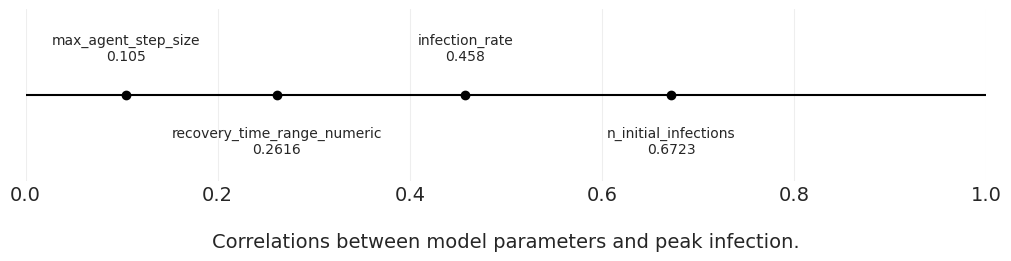 max_agent_step_size
0.105
infection_rate
0.458
recovery_time_range_numeric
0.2616
n_initial_infections
0.6723
0.0 0.2 0.4 0.6 0.8 1.0
Correlations between model parameters and peak infection.